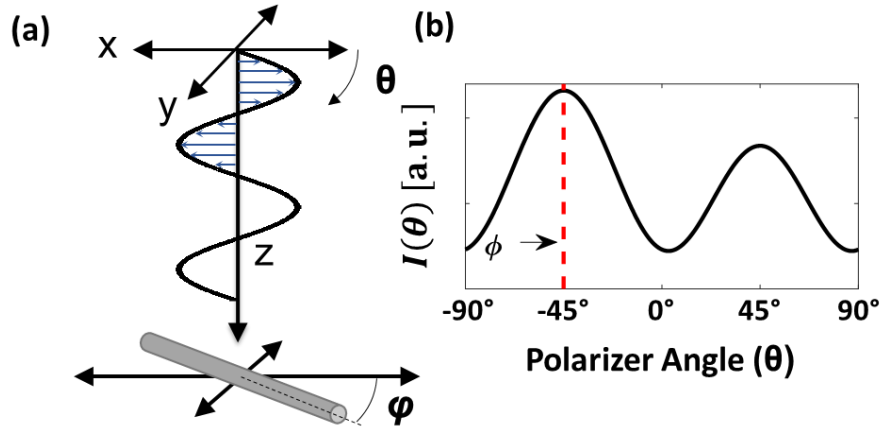 (a)
x
θ
y
z
φ
(b)
I(θ) [a.u.]
ϕ
-90° -45° 0° 45° 90°
Polarizer Angle (θ)